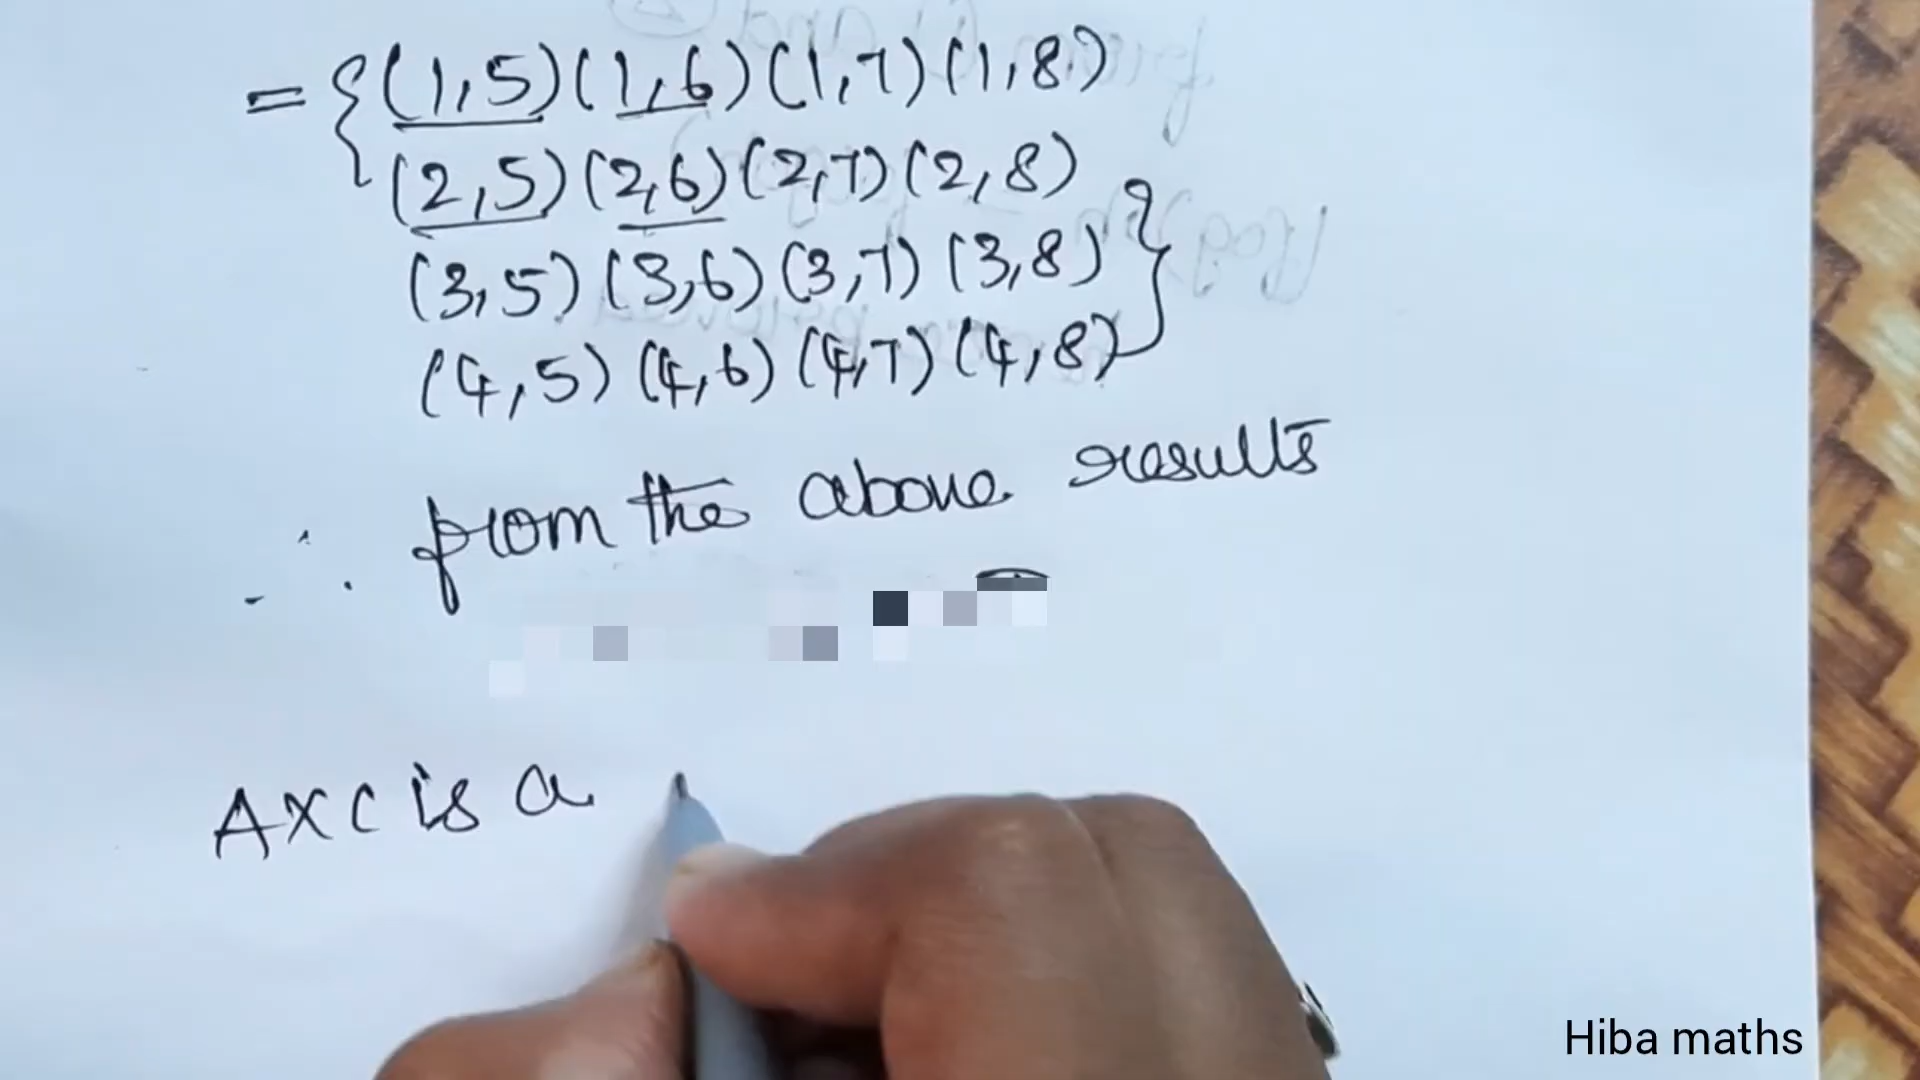 = {(1,5) (1,6) (1,7) (1,8)
(2,5) (2,6) (2,7) (2,8)
(3,5) (3,6) (3,7) (3,8)
(4,5) (4,6) (4,7) (4,8)}
∴ from the above results
A×C is a
Hiba maths